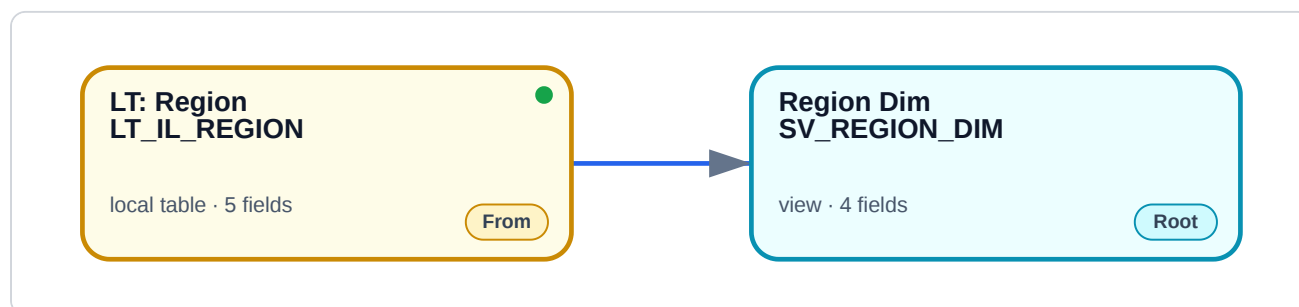 LT: Region
LT_IL_REGION
local table · 5 fields
From
Region Dim
SV_REGION_DIM
view · 4 fields
Root